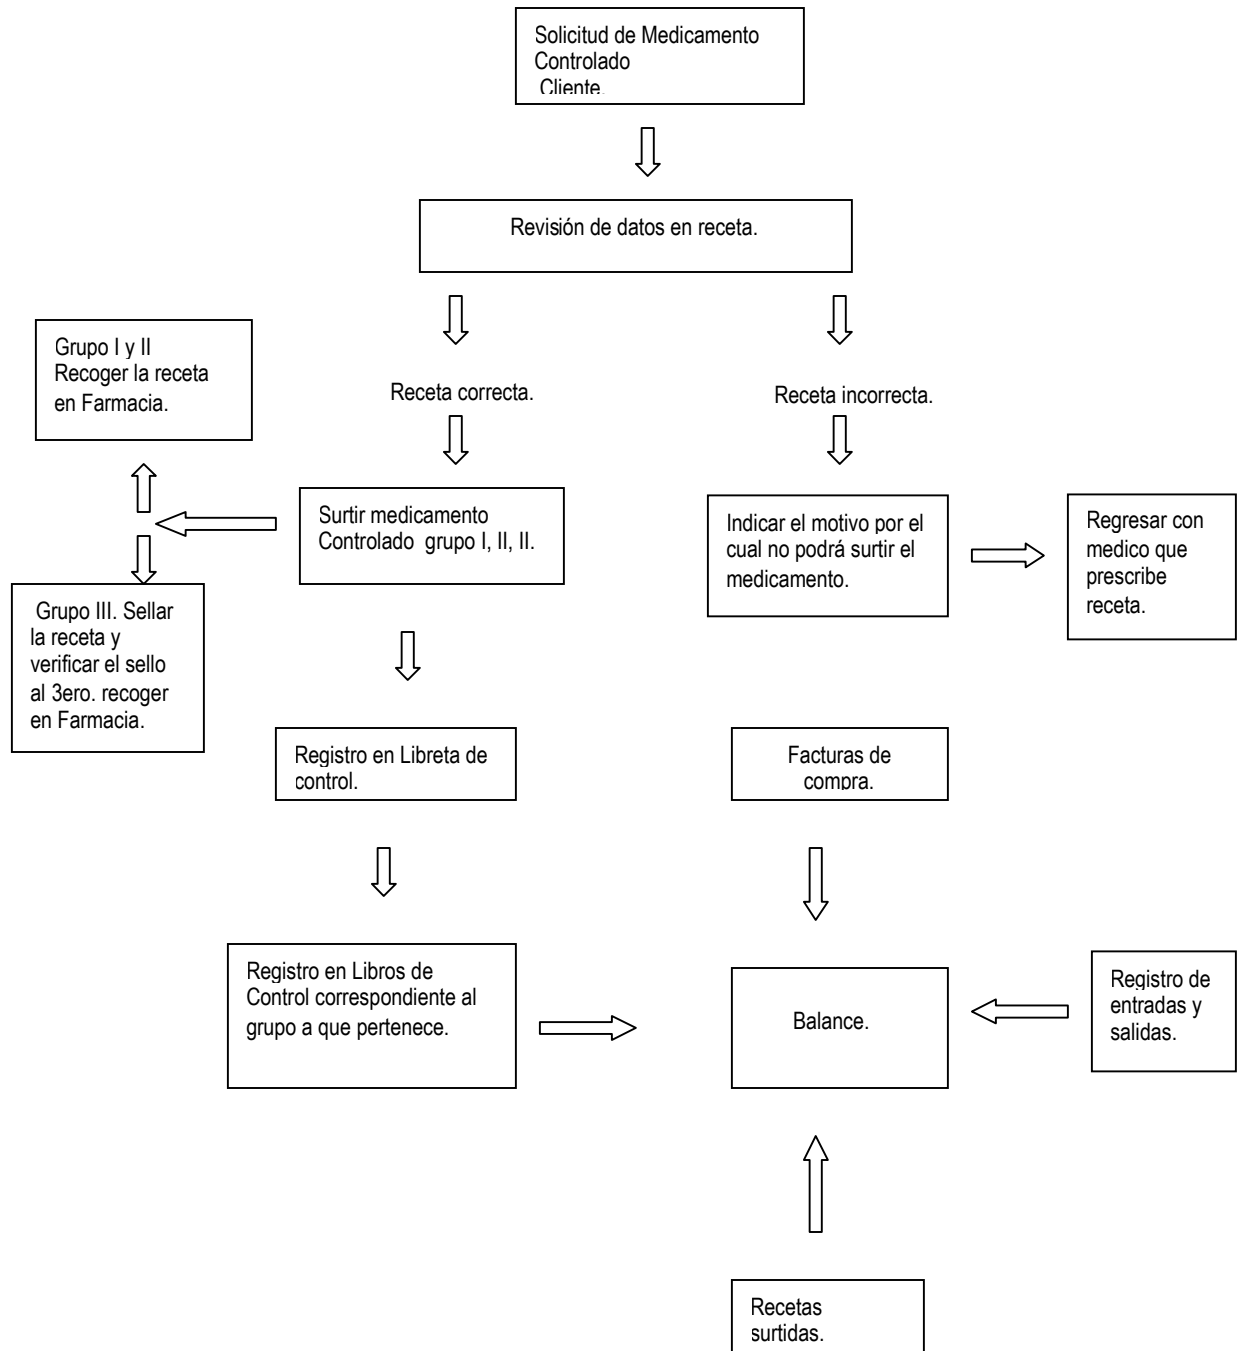 Solicitud de Medicamento
Controlado
Cliente.
Revisión de datos en receta.
Grupo I y II
Recoger la receta
en Farmacia.
Receta correcta.
Receta incorrecta.
Surtir medicamento
Controlado grupo I, II, II.
Indicar el motivo por el
cual no podrá surtir el
medicamento.
Regresar con
medico que
prescribe
receta.
Grupo III. Sellar
la receta y
verificar el sello
al 3ero. recoger
en Farmacia.
Registro en Libreta de
control.
Facturas de
compra.
Registro en Libros de
Control correspondiente al
grupo a que pertenece.
Balance.
Registro de
entradas y
salidas.
Recetas
surtidas.